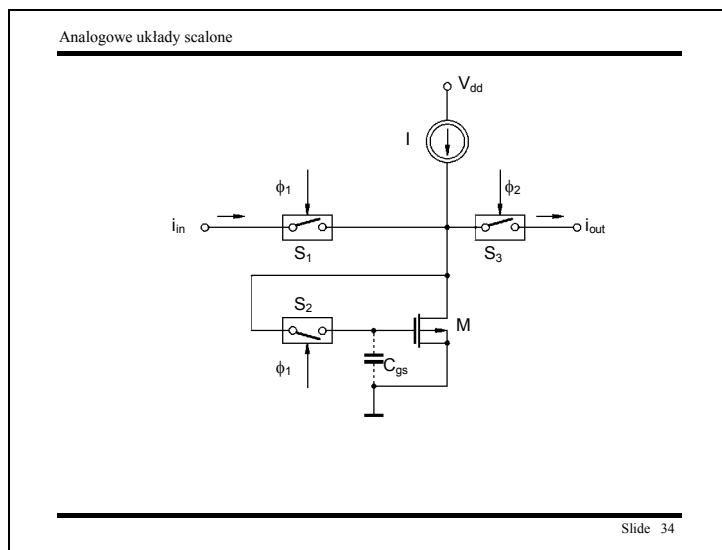 Analogowe układy scalone
V_dd
I
ϕ₁
ϕ₂
i_in
i_out
S₁
S₃
S₂
M
C_gs
ϕ₁
Slide 34